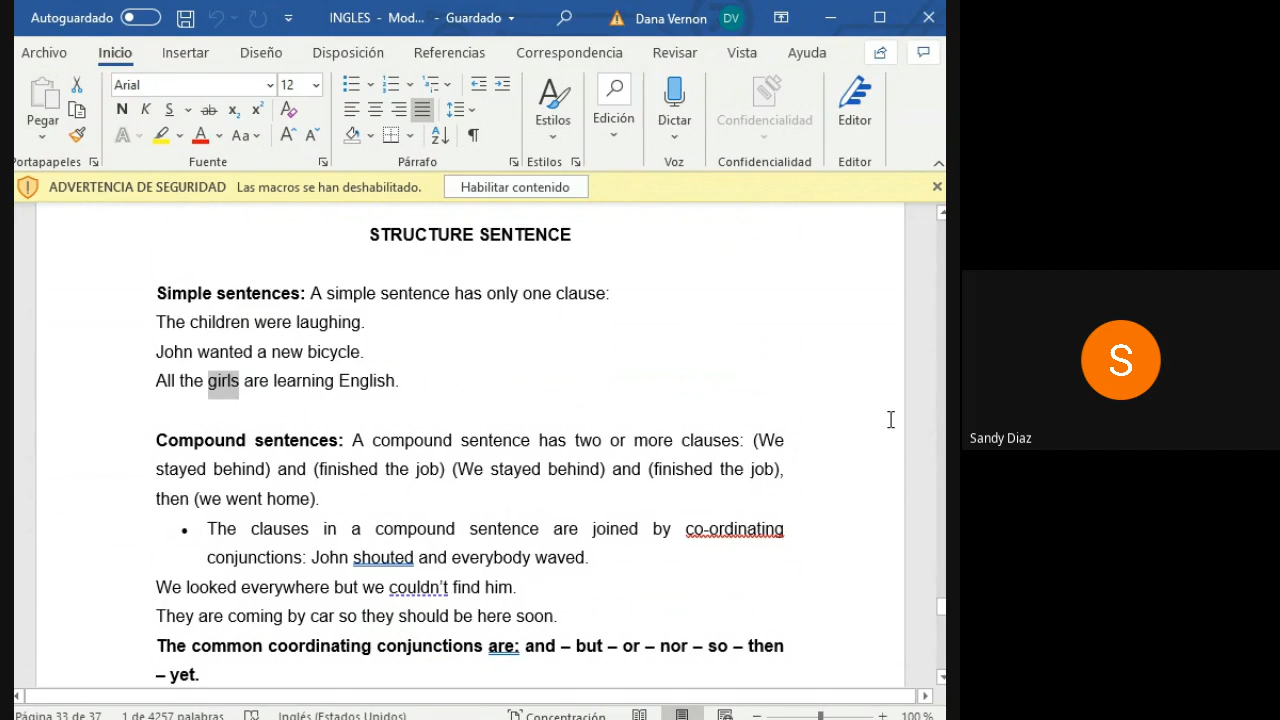 Autoguardado INGLES - Mod... - Guardado Dana Vernon DV
Archivo Inicio Insertar Diseño Disposición Referencias Correspondencia Revisar Vista Ayuda
Arial 12
N K S ab x₂ x²
Pegar Estilos Edición Dictar Confidencialidad Editor
A A Aa A A
Portapapeles Fuente Párrafo Estilos Voz Confidencialidad Editor
ADVERTENCIA DE SEGURIDAD Las macros se han deshabilitado. Habilitar contenido
STRUCTURE SENTENCE
Simple sentences: A simple sentence has only one clause:
The children were laughing.
John wanted a new bicycle.
All the girls are learning English.
Compound sentences: A compound sentence has two or more clauses: (We
stayed behind) and (finished the job) (We stayed behind) and (finished the job),
then (we went home).
• The clauses in a compound sentence are joined by co-ordinating
conjunctions: John shouted and everybody waved.
We looked everywhere but we couldn't find him.
They are coming by car so they should be here soon.
The common coordinating conjunctions are: and – but – or – nor – so – then
– yet.
Página 33 de 37 1 de 4257 palabras Inglés (Estados Unidos) Concentración 100 %
S
Sandy Diaz